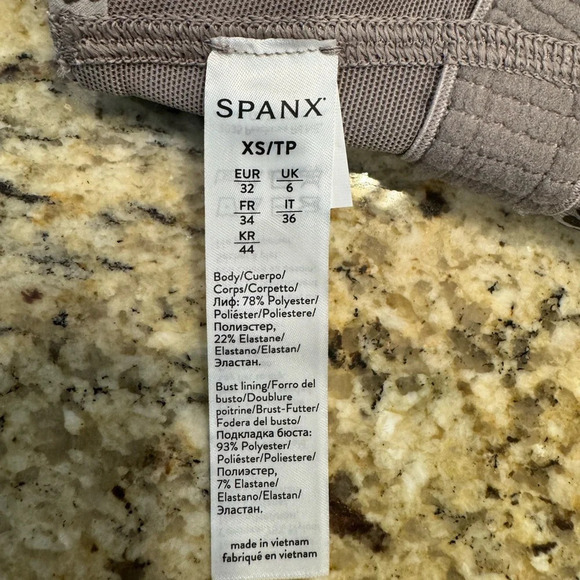 SPANX
XS/TP
EUR UK
32 6
FR IT
34 36
KR
44
Body/Cuerpo/
Corps/Corpetto/
Лиф: 78% Polyester/
Poliéster/Poliestere/
Полиэстер,
22% Elastane/
Elastano/Elastan/
Эластан.
Bust lining/Forro del
busto/Doublure
poitrine/Brust-Futter/
Fodera del busto/
Подкладка бюста:
93% Polyester/
Poliéster/Poliestere/
Полиэстер,
7% Elastane/
Elastano/Elastan/
Эластан.
made in vietnam
fabriqué en vietnam